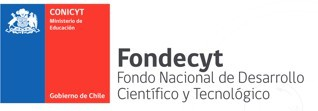 CONICYT
Ministerio de
Educación
Gobierno de Chile
Fondecyt
Fondo Nacional de Desarrollo
Científico y Tecnológico